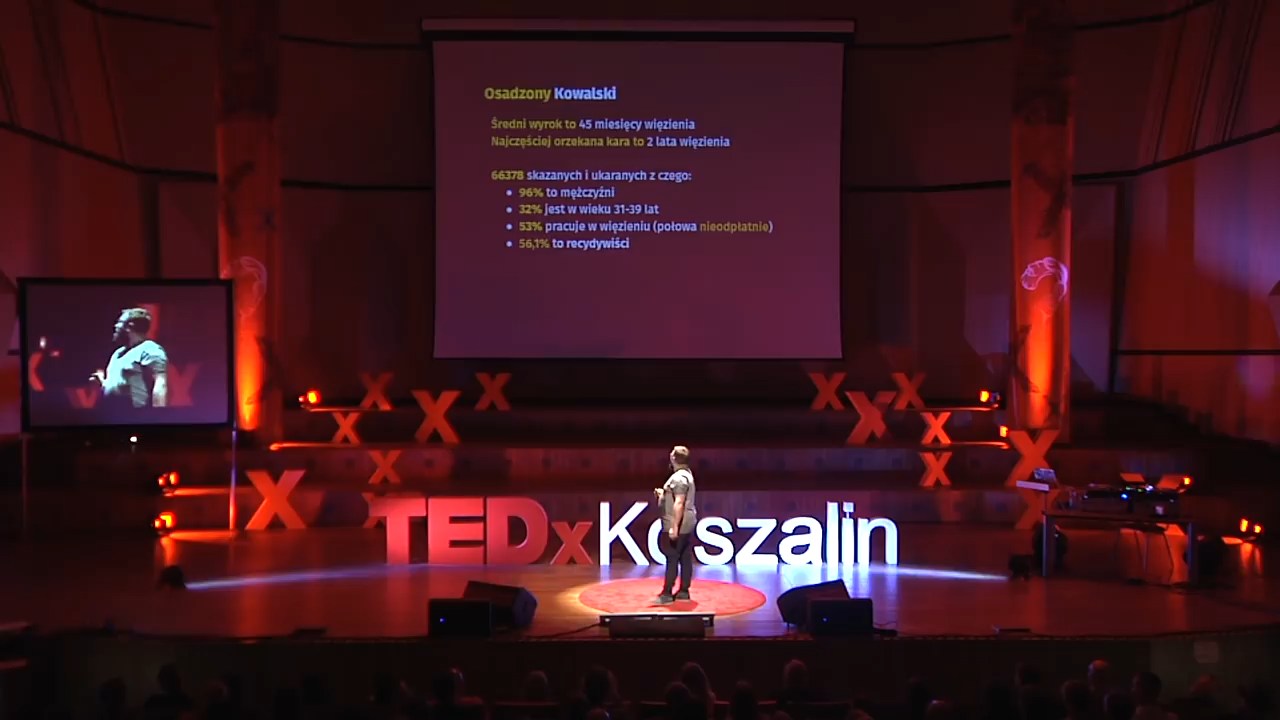 Osadzony Kowalski
Średni wyrok to 45 miesięcy więzienia
Najczęściej orzekana kara to 2 lata więzienia
66378 skazanych i ukaranych z czego:
• 96% to mężczyźni
• 32% jest w wieku 31-39 lat
• 53% pracuje w więzieniu (połowa nieodpłatnie)
• 56,1% to recydywiści
TEDxKoszalin